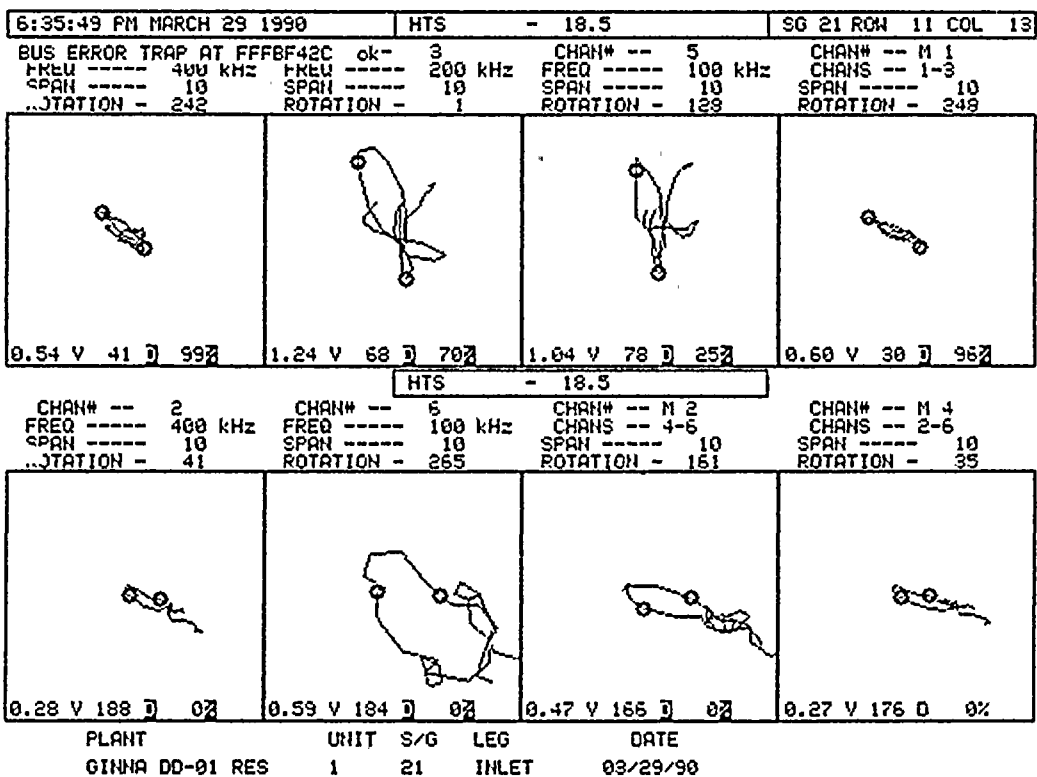 6:35:49 PM MARCH 29 1990 HTS - 18.5 SG 21 ROW 11 COL 13
BUS ERROR TRAP AT FFFBF42C ok- 3 CHAN# -- 5 CHAN# -- M 1
FREQ ----- 400 kHz FREQ ----- 200 kHz FREQ ----- 100 kHz CHANS -- 1-3
SPAN ----- 10 SPAN ----- 10 SPAN ----- 10 SPAN ----- 10
..OTATION - 242 ROTATION - 1 ROTATION - 129 ROTATION - 248
0.54 V 41 D 99% 1.24 V 68 D 70% 1.04 V 78 D 25% 0.60 V 30 D 96%
HTS - 18.5
CHAN# -- 2 CHAN# -- 6 CHAN# -- M 2 CHAN# -- M 4
FREQ ----- 400 kHz FREQ ----- 100 kHz CHANS -- 4-6 CHANS -- 2-6
SPAN ----- 10 SPAN ----- 10 SPAN ----- 10 SPAN ----- 10
..OTATION - 41 ROTATION - 265 ROTATION - 161 ROTATION - 35
0.28 V 188 D 0% 0.59 V 184 D 0% 0.47 V 166 D 0% 0.27 V 176 D 0%
PLANT UNIT S/G LEG DATE
GINNA DD-01 RES 1 21 INLET 03/29/90